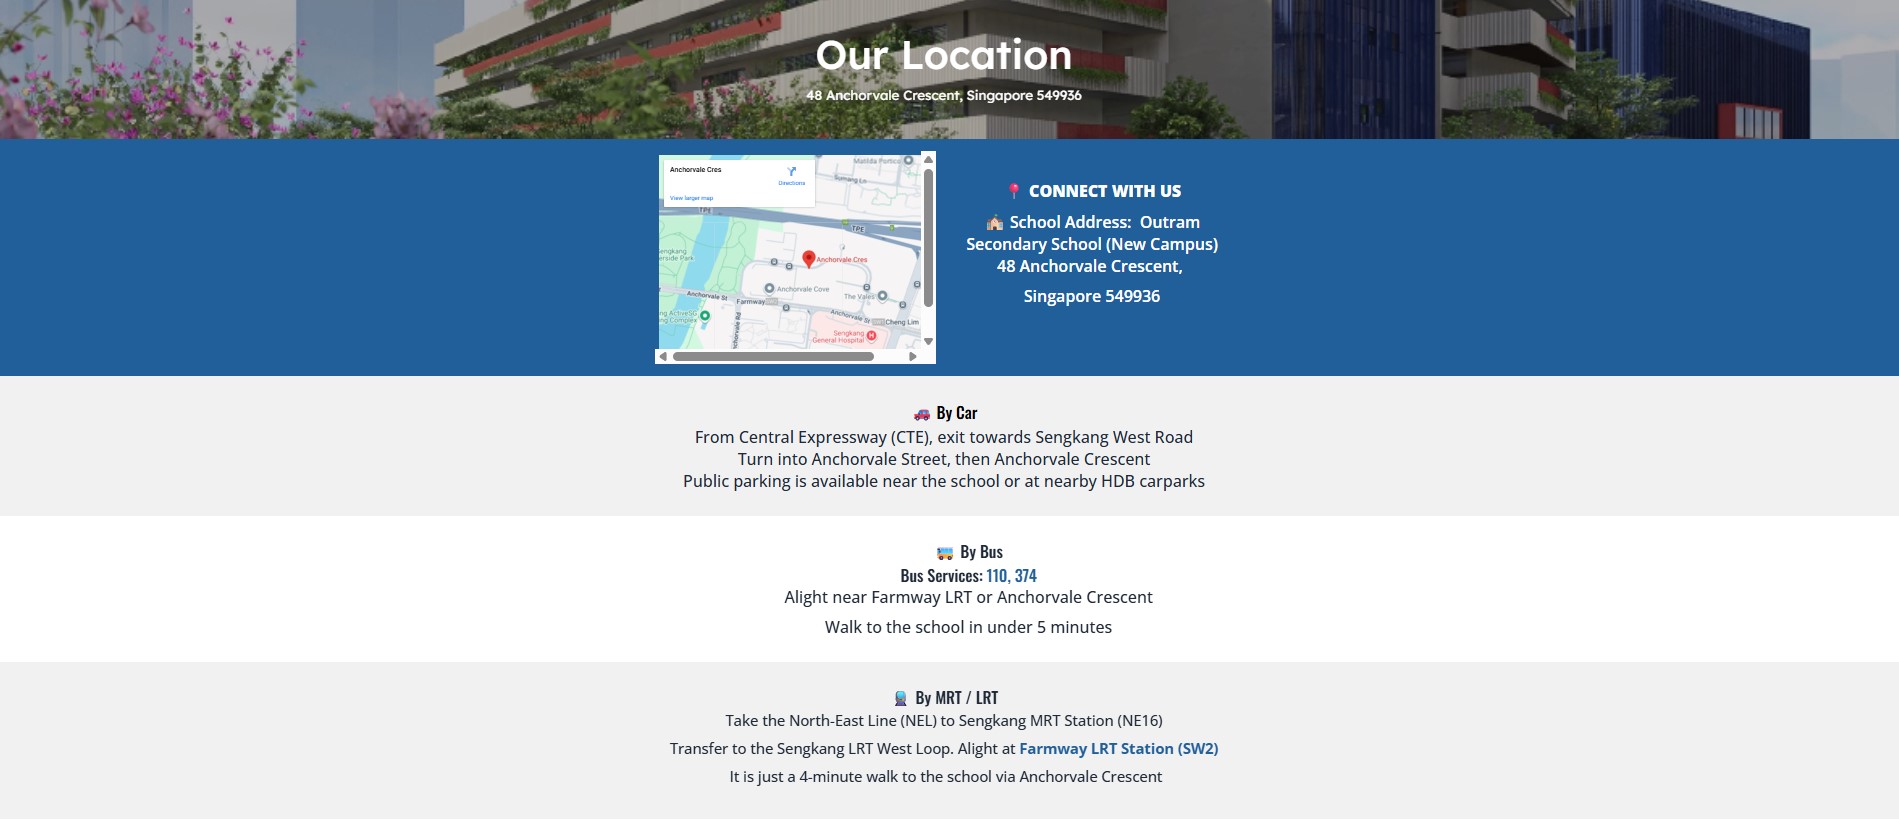 Our Location
48 Anchorvale Crescent, Singapore 549936
Anchorvale Cres
Directions
View larger map
Matilda Portico
Sumang Ln
TPE
TPE
Anchorvale Cres
Anchorvale Cove
The Vales
Anchorvale St
Farmway
Anchorvale St
Cheng Lim
Sengkang
General Hospital
📍 CONNECT WITH US
🏫 School Address:  Outram
Secondary School (New Campus)
48 Anchorvale Crescent,
Singapore 549936
🚗 By Car
From Central Expressway (CTE), exit towards Sengkang West Road
Turn into Anchorvale Street, then Anchorvale Crescent
Public parking is available near the school or at nearby HDB carparks
🚌 By Bus
Bus Services: 110, 374
Alight near Farmway LRT or Anchorvale Crescent
Walk to the school in under 5 minutes
🚇 By MRT / LRT
Take the North-East Line (NEL) to Sengkang MRT Station (NE16)
Transfer to the Sengkang LRT West Loop. Alight at Farmway LRT Station (SW2)
It is just a 4-minute walk to the school via Anchorvale Crescent